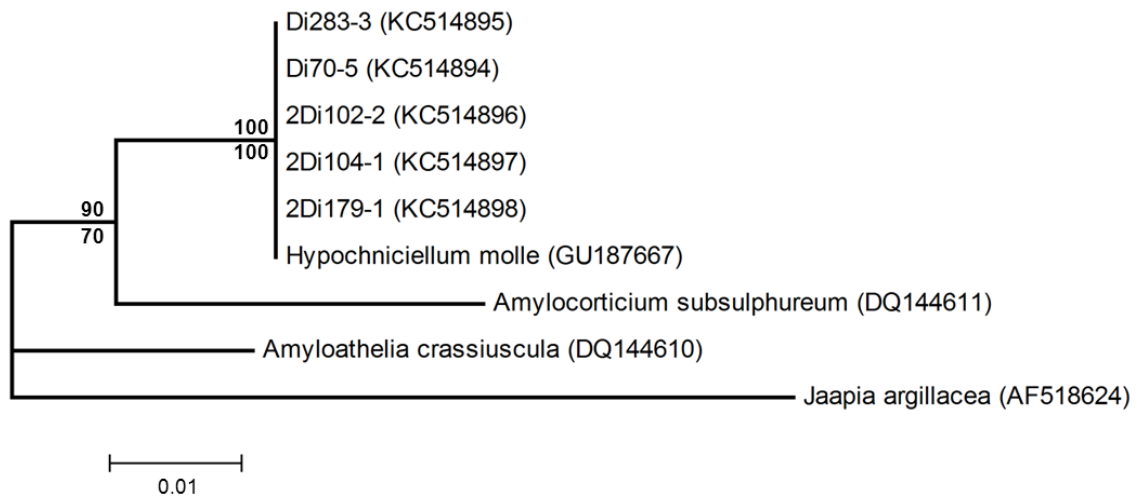 Di283-3 (KC514895)
Di70-5 (KC514894)
2Di102-2 (KC514896)
100
100
2Di104-1 (KC514897)
2Di179-1 (KC514898)
90
70
Hypochniciellum molle (GU187667)
Amylocorticium subsulphureum (DQ144611)
Amyloathelia crassiuscula (DQ144610)
Jaapia argillacea (AF518624)
0.01